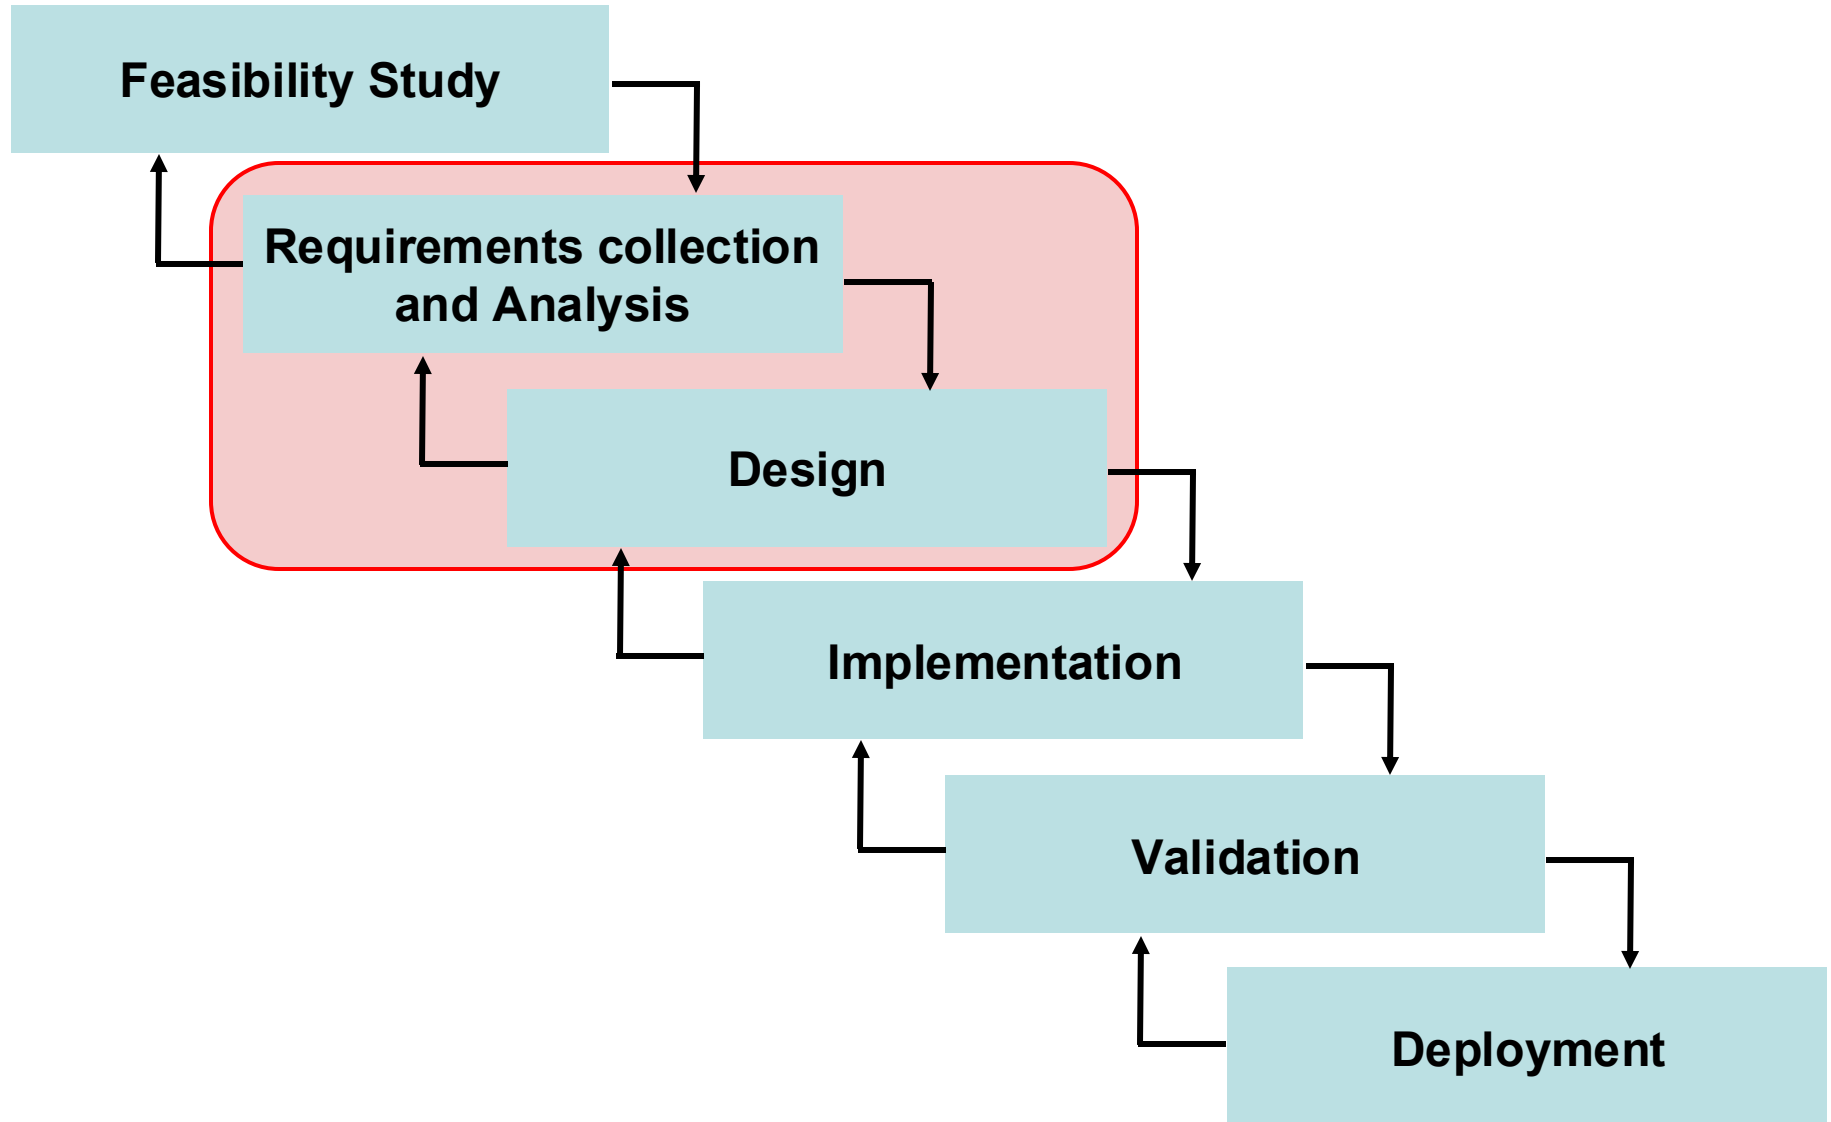 Feasibility Study
Requirements collection
and Analysis
Design
Implementation
Validation
Deployment